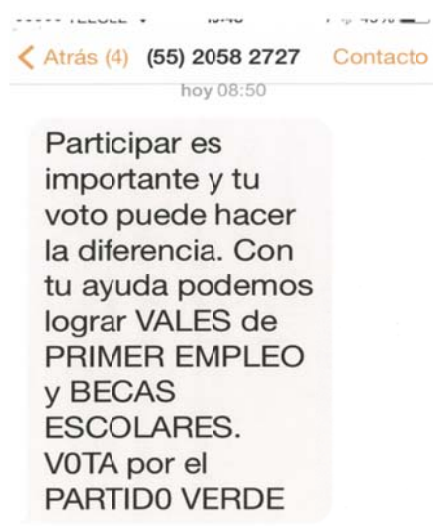 Atrás (4) (55) 2058 2727 Contacto
hoy 08:50
Participar es
importante y tu
voto puede hacer
la diferencia. Con
tu ayuda podemos
lograr VALES de
PRIMER EMPLEO
y BECAS
ESCOLARES.
V0TA por el
PARTID0 VERDE